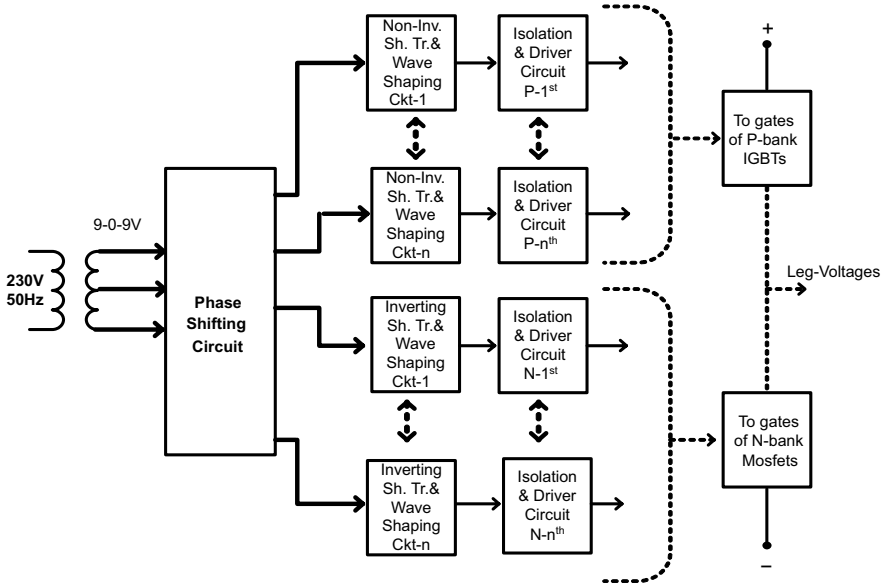 230V
50Hz
9-0-9V
Phase
Shifting
Circuit
Non-Inv.
Sh. Tr.&
Wave
Shaping
Ckt-1
Isolation
& Driver
Circuit
P-1st
Non-Inv.
Sh. Tr.&
Wave
Shaping
Ckt-n
Isolation
& Driver
Circuit
P-nth
Inverting
Sh. Tr.&
Wave
Shaping
Ckt-1
Isolation
& Driver
Circuit
N-1st
Inverting
Sh. Tr.&
Wave
Shaping
Ckt-n
Isolation
& Driver
Circuit
N-nth
+
To gates
of P-bank
IGBTs
Leg-Voltages
To gates
of N-bank
Mosfets
–